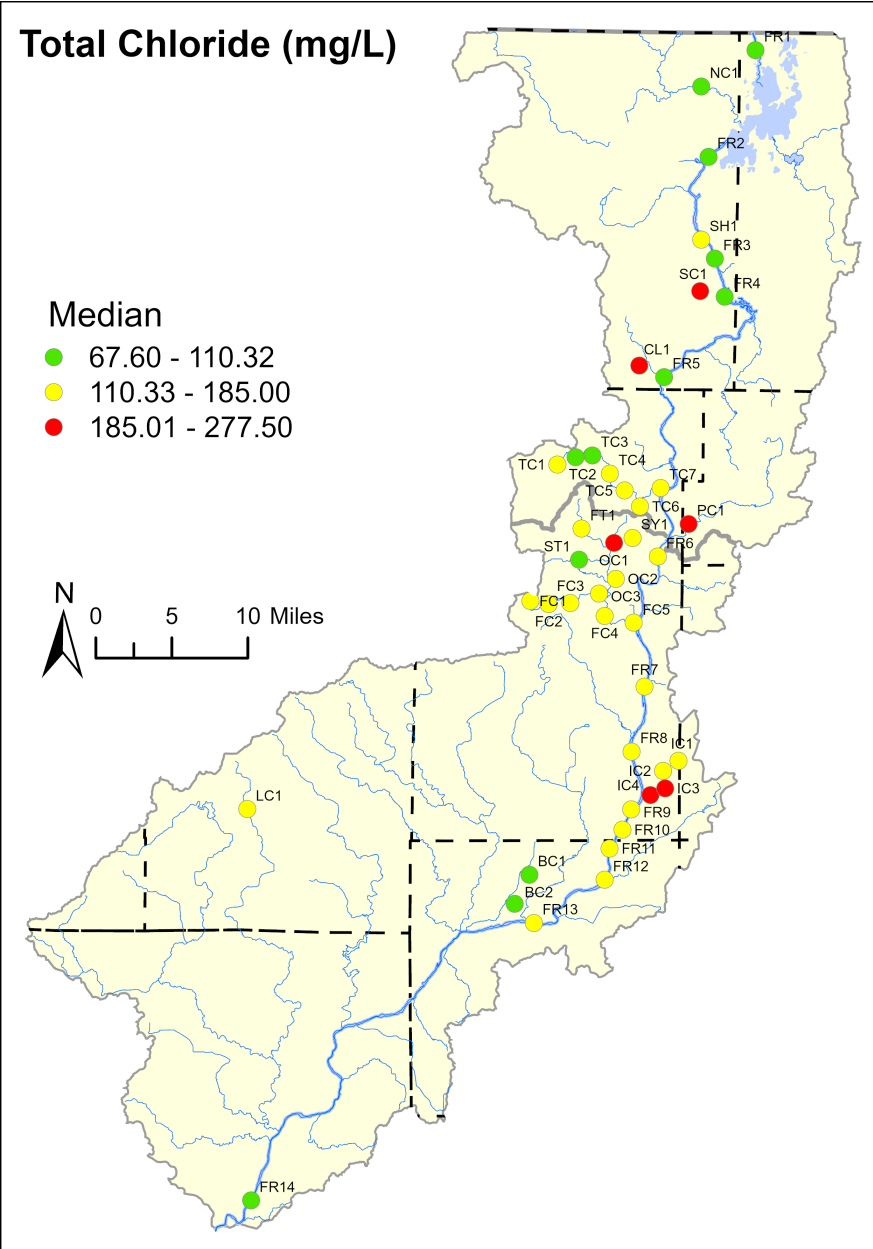 Total Chloride (mg/L)
FR1
NC1
FR2
SH1
FR3
SC1
FR4
Median
67.60 - 110.32
110.33 - 185.00
185.01 - 277.50
CL1
FR5
TC3
TC1
TC2
TC4
TC5
TC7
TC6
PC1
FT1
SY1
ST1
OC1
FR6
OC2
FC3
OC3
FC1
FC2
FC4
FC5
N
0 5 10 Miles
FR7
FR8
IC1
IC2
IC4
IC3
LC1
FR9
FR10
FR11
BC1
FR12
BC2
FR13
FR14